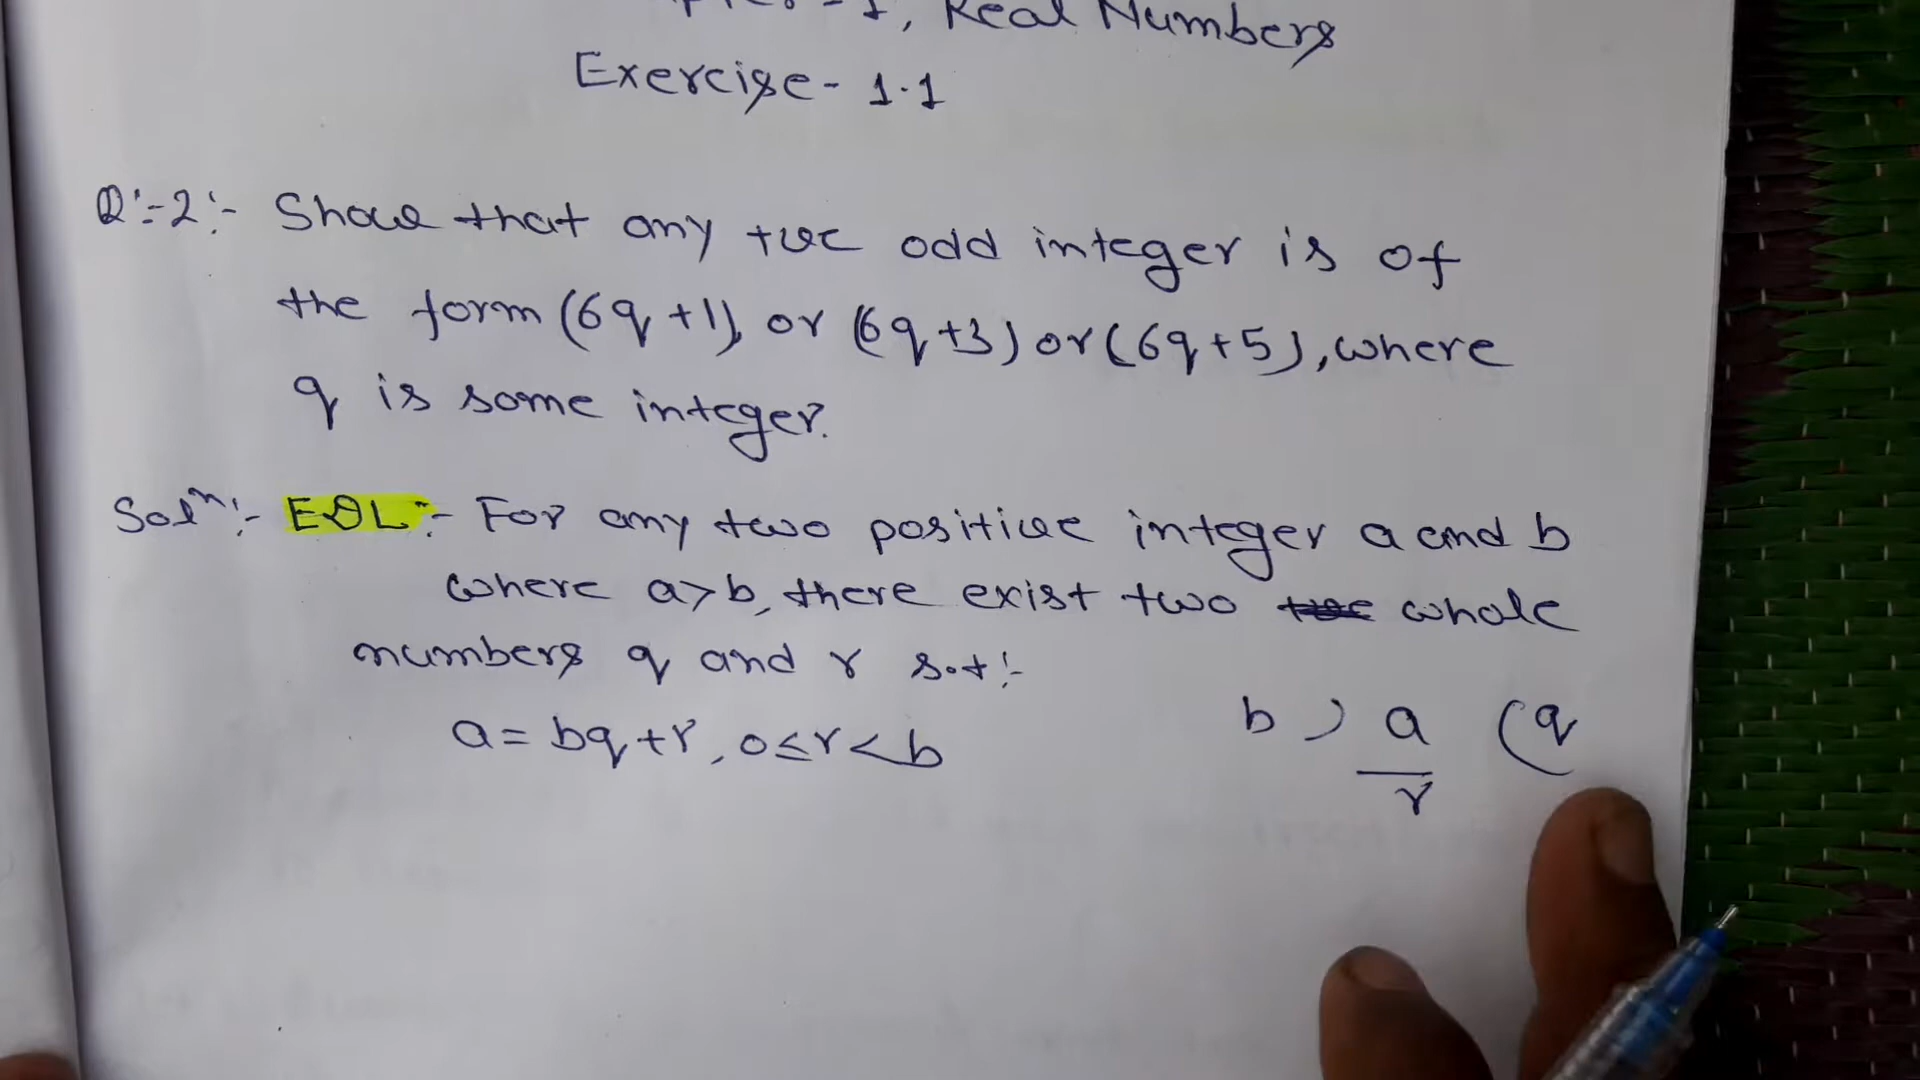 -1, Real Numbers
Exercise- 1.1
Q:-2:- Show that any +ve odd integer is of
the form (6q+1), or (6q+3) or (6q+5), where
q is some integer.
Solⁿ:- EDL:- For any two positive integer a and b
where a>b, there exist two whole
numbers q and r s.t:-
a = bq+r, 0≤r<b
b ) a ( q
r